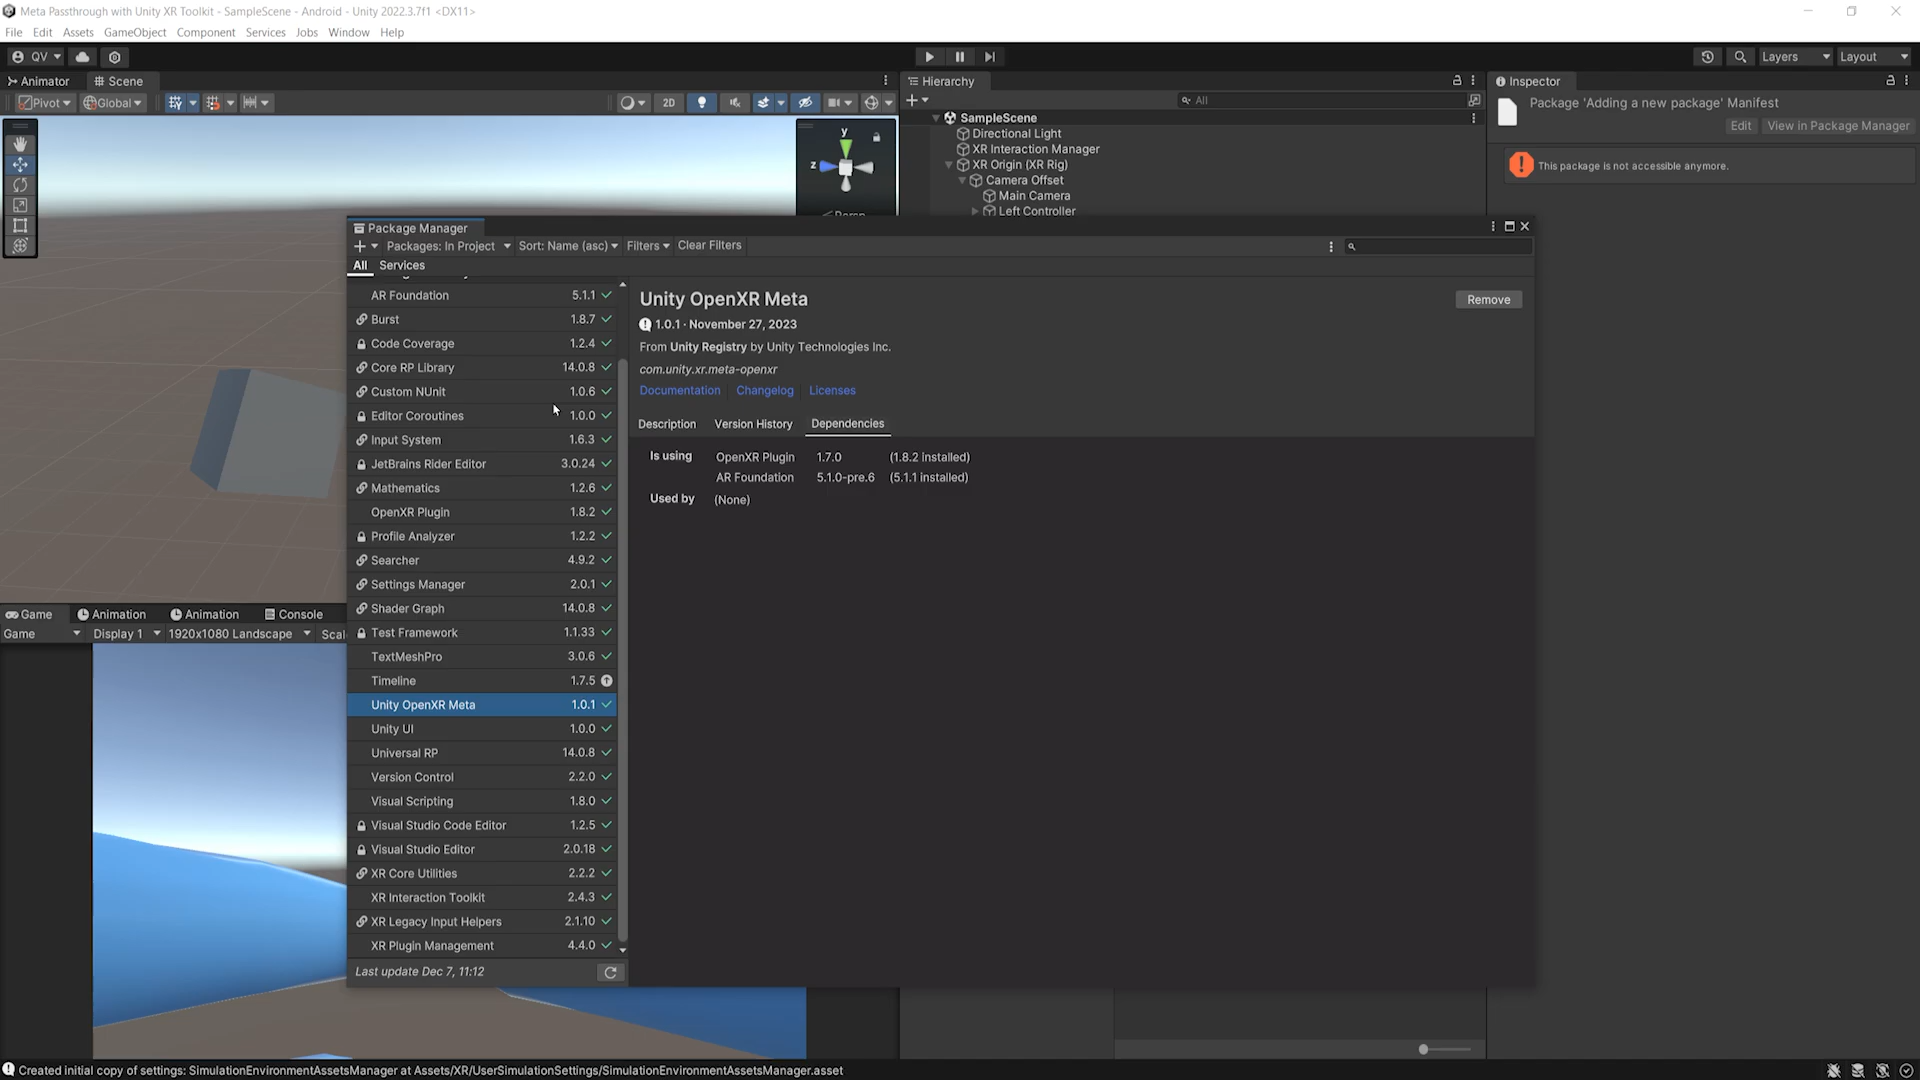 Meta Passthrough with Unity XR Toolkit - SampleScene - Android - Unity 2022.3.7f1 <DX11>
File Edit Assets GameObject Component Services Jobs Window Help
QV Layers Layout
Animator Scene
Pivot Global 2D
Hierarchy
All
SampleScene
Directional Light
XR Interaction Manager
XR Origin (XR Rig)
Camera Offset
Main Camera
Left Controller
y
z
Persp
Inspector
Package 'Adding a new package' Manifest
Edit View in Package Manager
This package is not accessible anymore.
Package Manager
Packages: In Project Sort: Name (asc) Filters Clear Filters
All Services
AR Foundation 5.1.1
Burst 1.8.7
Code Coverage 1.2.4
Core RP Library 14.0.8
Custom NUnit 1.0.6
Editor Coroutines 1.0.0
Input System 1.6.3
JetBrains Rider Editor 3.0.24
Mathematics 1.2.6
OpenXR Plugin 1.8.2
Profile Analyzer 1.2.2
Searcher 4.9.2
Settings Manager 2.0.1
Shader Graph 14.0.8
Test Framework 1.1.33
TextMeshPro 3.0.6
Timeline 1.7.5
Unity OpenXR Meta 1.0.1
Unity UI 1.0.0
Universal RP 14.0.8
Version Control 2.2.0
Visual Scripting 1.8.0
Visual Studio Code Editor 1.2.5
Visual Studio Editor 2.0.18
XR Core Utilities 2.2.2
XR Interaction Toolkit 2.4.3
XR Legacy Input Helpers 2.1.10
XR Plugin Management 4.4.0
Last update Dec 7, 11:12
Unity OpenXR Meta
Remove
1.0.1 · November 27, 2023
From Unity Registry by Unity Technologies Inc.
com.unity.xr.meta-openxr
Documentation Changelog Licenses
Description Version History Dependencies
Is using OpenXR Plugin 1.7.0 (1.8.2 installed)
AR Foundation 5.1.0-pre.6 (5.1.1 installed)
Used by (None)
Game Animation Animation Console
Game Display 1 1920x1080 Landscape Scal
Created initial copy of settings: SimulationEnvironmentAssetsManager at Assets/XR/UserSimulationSettings/SimulationEnvironmentAssetsManager.asset